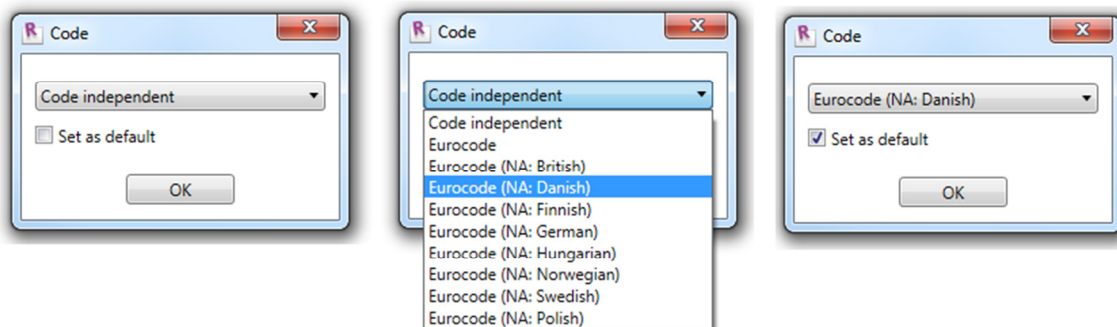 Code
Code independent
Set as default
OK
Code
Code independent
Code independent
Eurocode
Eurocode (NA: British)
Eurocode (NA: Danish)
Eurocode (NA: Finnish)
Eurocode (NA: German)
Eurocode (NA: Hungarian)
Eurocode (NA: Norwegian)
Eurocode (NA: Swedish)
Eurocode (NA: Polish)
Code
Eurocode (NA: Danish)
Set as default
OK